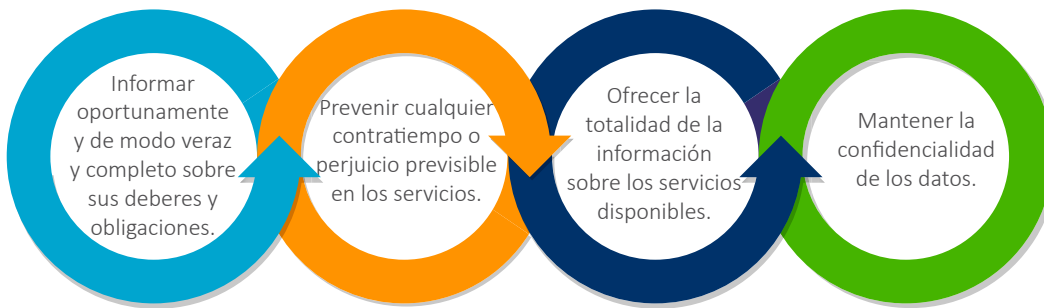 Informar
oportunamente
y de modo veraz
y completo sobre
sus deberes y
obligaciones.
Prevenir cualquier
contratiempo o
perjuicio previsible
en los servicios.
Ofrecer la
totalidad de la
información
sobre los servicios
disponibles.
Mantener la
confidencialidad
de los datos.